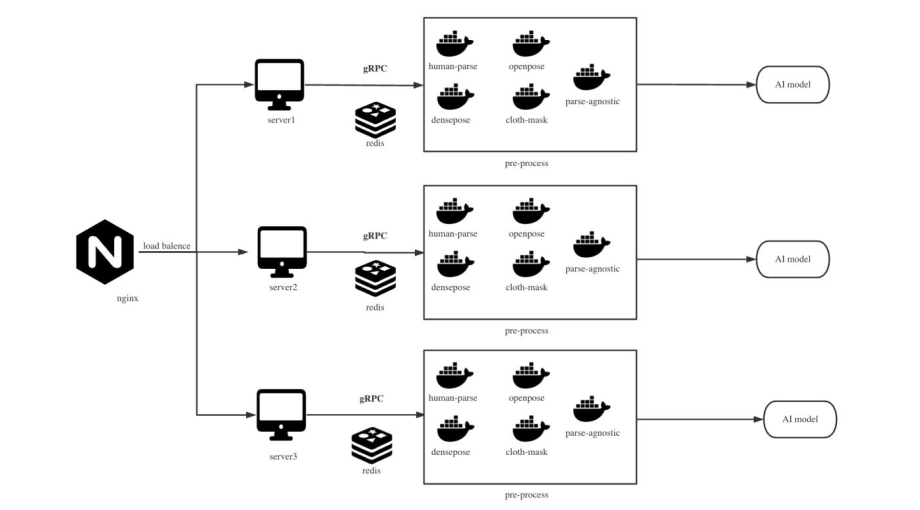 gRPC
human-parse
openpose
server1
densepose
cloth-mask
parse-agnostic
AI model
redis
pre-process
N
load balence
nginx
gRPC
human-parse
openpose
server2
densepose
cloth-mask
parse-agnostic
AI model
redis
pre-process
gRPC
human-parse
openpose
server3
densepose
cloth-mask
parse-agnostic
AI model
redis
pre-process